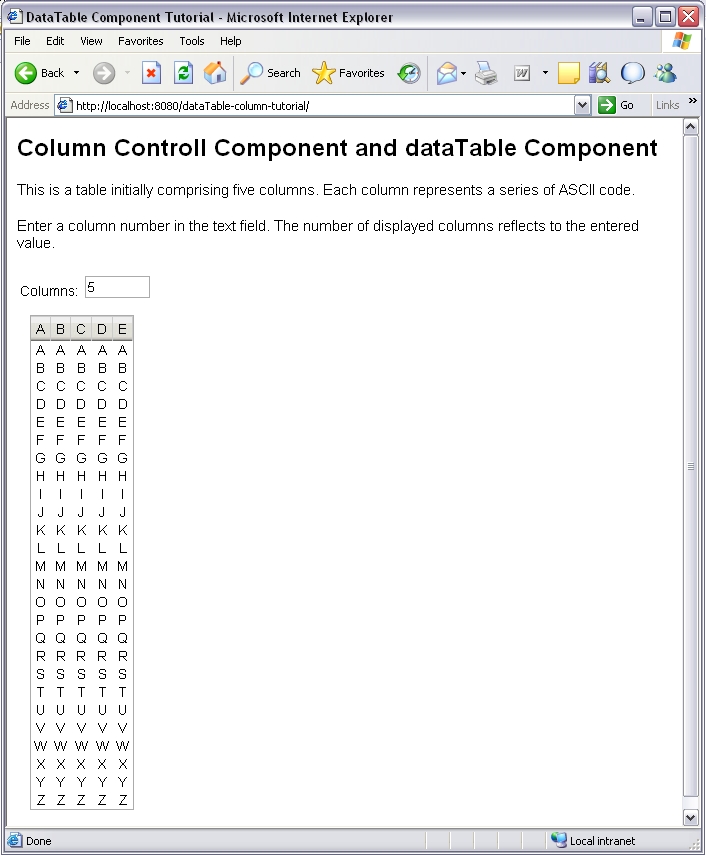 DataTable Component Tutorial - Microsoft Internet Explorer
File Edit View Favorites Tools Help
Back Search Favorites W
Address http://localhost:8080/dataTable-column-tutorial/ Go Links »
Column Controll Component and dataTable Component
This is a table initially comprising five columns. Each column represents a series of ASCII code.
Enter a column number in the text field. The number of displayed columns reflects to the entered
value.
Columns: 5
A B C D E
A A A A A
B B B B B
C C C C C
D D D D D
E E E E E
F F F F F
G G G G G
H H H H H
I I I I I
J J J J J
K K K K K
L L L L L
M M M M M
N N N N N
O O O O O
P P P P P
Q Q Q Q Q
R R R R R
S S S S S
T T T T T
U U U U U
V V V V V
W W W W W
X X X X X
Y Y Y Y Y
Z Z Z Z Z
Done Local intranet